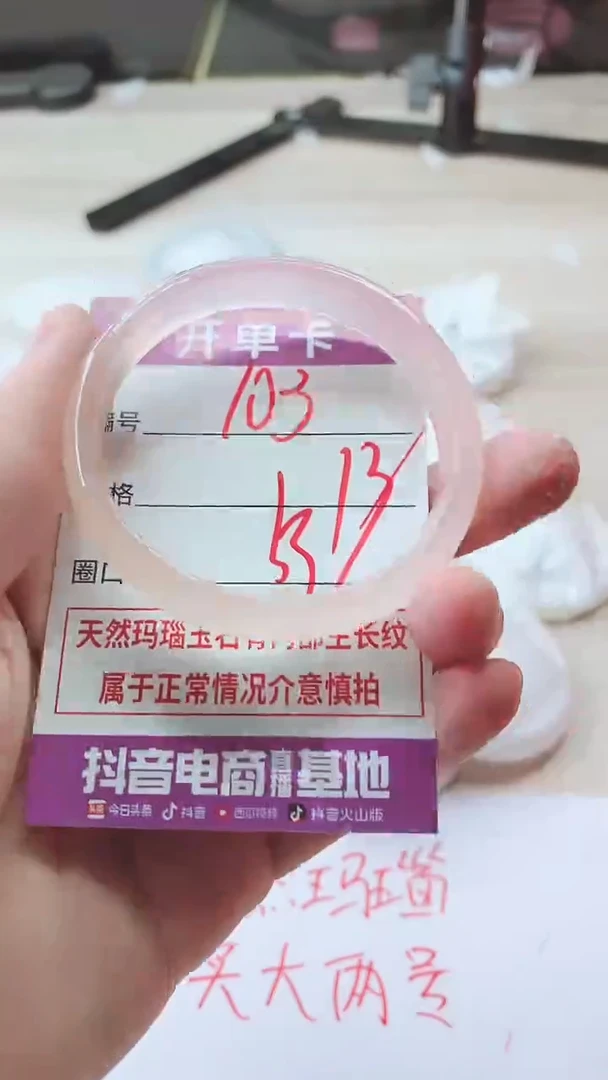 开单卡
编号 103
格
圈口 57 13/
天然玛瑙玉石有内部生长纹
属于正常情况介意慎拍
抖音电商直播基地
今日头条 抖音 西瓜视频 抖音火山版
玛瑙
买大两号